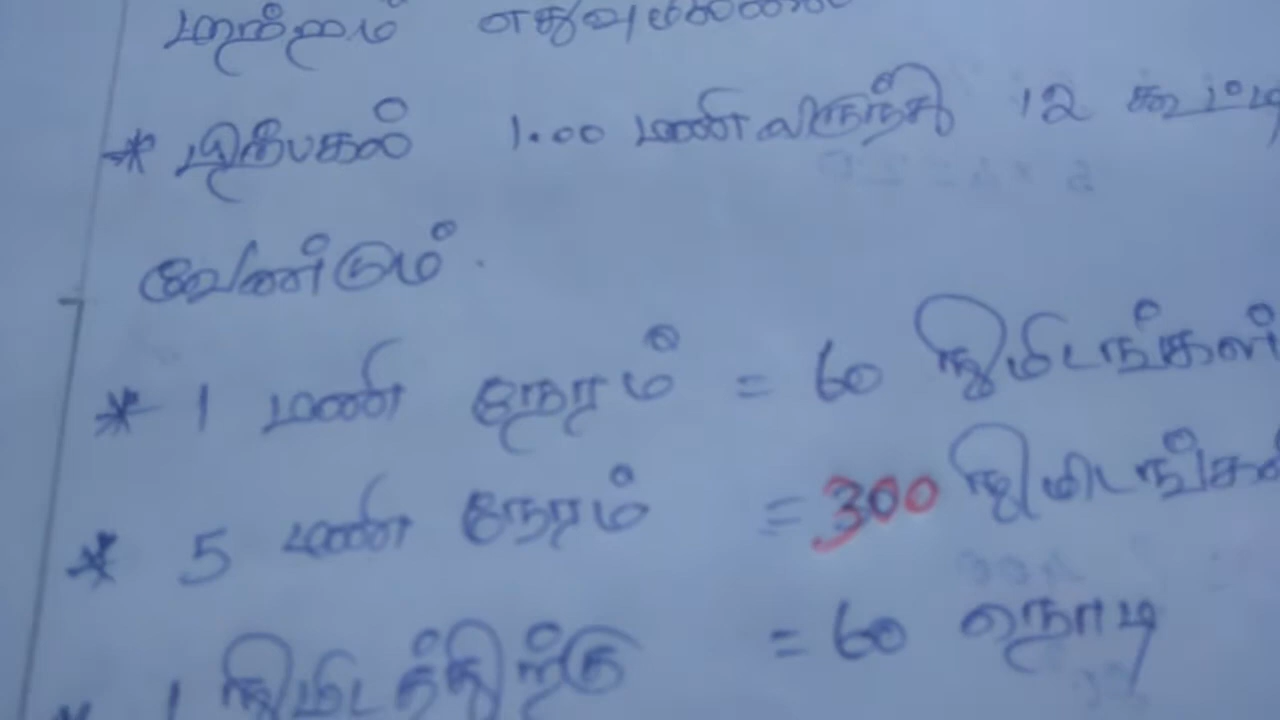 மாற்றம் எதுவுமில்லை
* பிற்பகல் 1.00 மணியிலிருந்து 12 கூட்ட
வேண்டும்.
* 1 மணி நேரம் = 60 நிமிடங்கள்
* 5 மணி நேரம் = 300 நிமிடங்கள்
* 1 நிமிடத்திற்கு = 60 நொடி